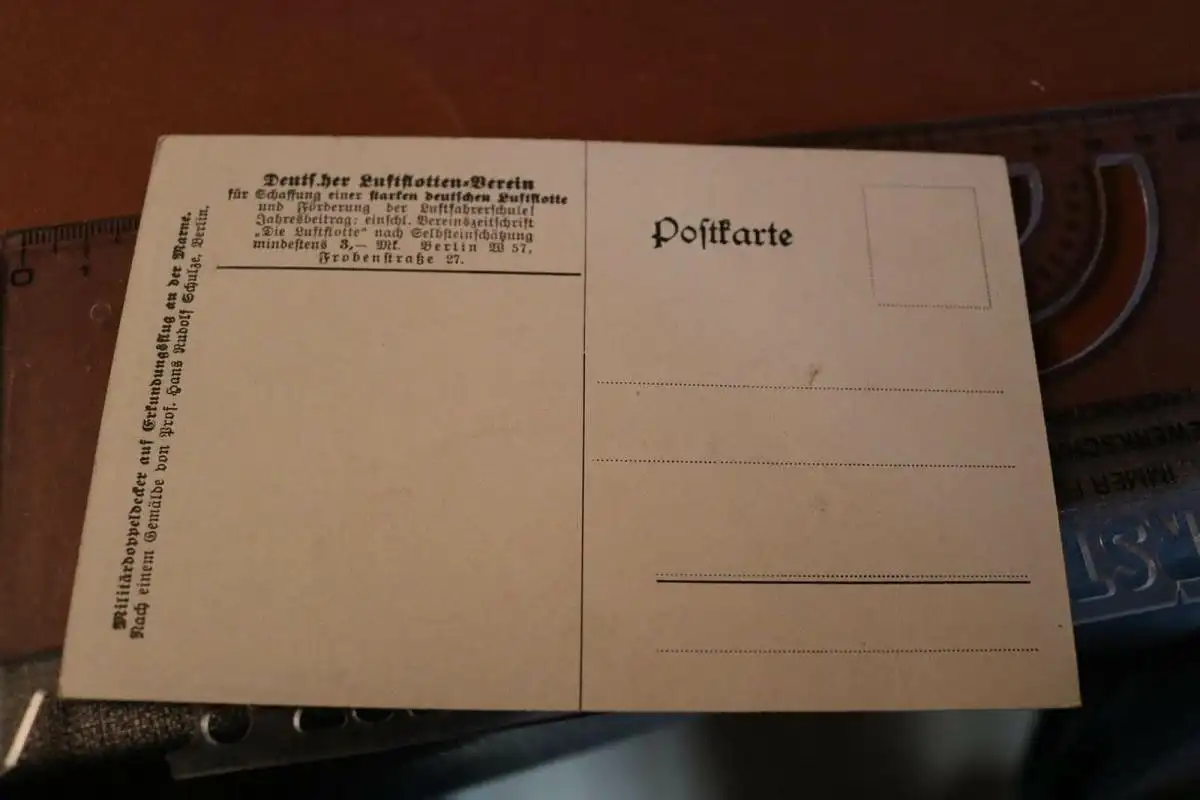 Deutscher Luftflotten-Verein
für Schaffung einer starken deutschen Luftflotte
und Förderung der Luftfahrerschule!
Jahresbeitrag: einschl. Vereinszeitschrift
„Die Luftflotte“ nach Selbsteinschätzung
mindestens 3,— Mk. Berlin W 57,
Frobenstraße 27.
Militärdoppeldecker auf Erkundungsflug an der Marne.
Nach einem Gemälde von Prof. Hans Rudolf Schulze, Berlin.
Postkarte
0
IMMER